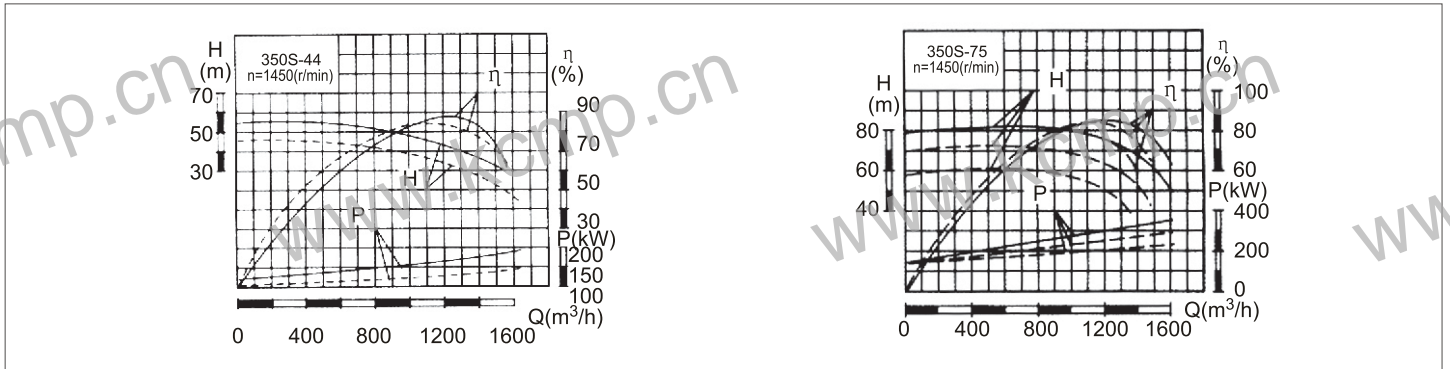 350S-44
n=1450(r/min)
H
(m)
70
50
30
η
(%)
90
70
50
30
P(kW)
200
150
100
η
H
P
0 400 800 1200 1600
Q(m³/h)
350S-75
n=1450(r/min)
H
(m)
80
60
40
η
(%)
100
80
60
P(kW)
400
200
0
H
η
P
0 400 800 1200 1600
Q(m³/h)
mp.cn
www.kcmp.cn
www.kcmp.cn
ww